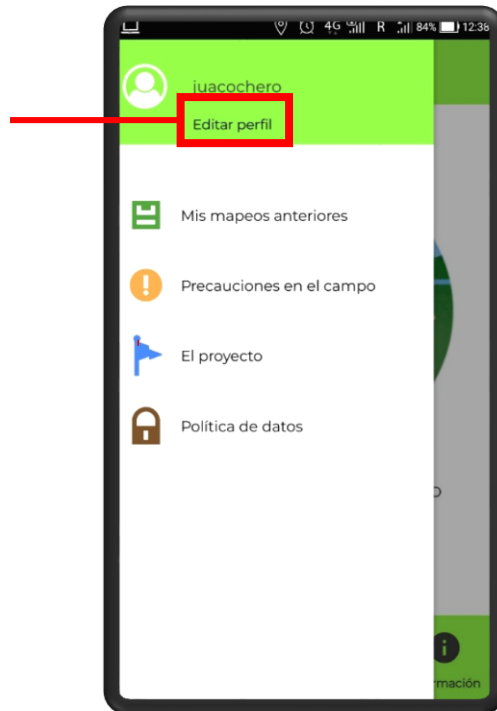 4G R 84% 12:38
juacochero
Editar perfil
Mis mapeos anteriores
Precauciones en el campo
El proyecto
Política de datos
rmación